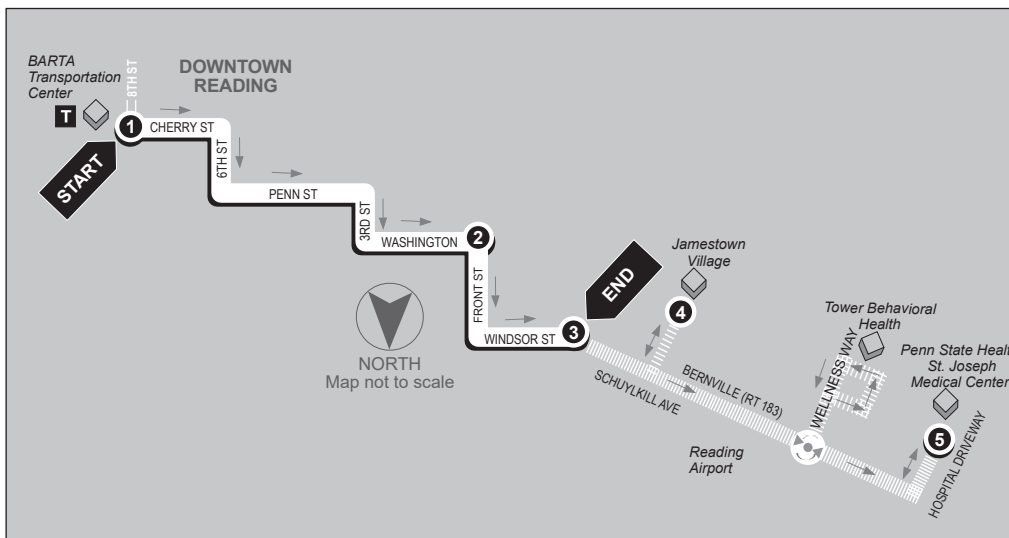 BARTA
Transportation
Center
T
8TH ST
DOWNTOWN
READING
START
1
CHERRY ST
6TH ST
PENN ST
3RD ST
WASHINGTON
2
FRONT ST
WINDSOR ST
3
END
NORTH
Map not to scale
Jamestown
Village
4
SCHUYLKILL AVE
BERNVILLE (RT 183)
Reading
Airport
Tower Behavioral
Health
WELLNESS WAY
Penn State Health
St. Joseph
Medical Center
5
HOSPITAL DRIVEWAY